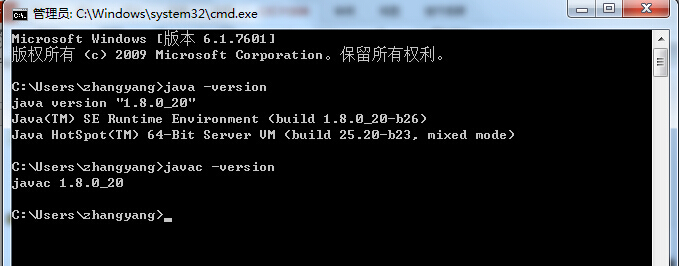 管理员: C:\Windows\system32\cmd.exe
Microsoft Windows [版本 6.1.7601]
版权所有 (c) 2009 Microsoft Corporation。保留所有权利。
C:\Users\zhangyang>java -version
java version "1.8.0_20"
Java(TM) SE Runtime Environment (build 1.8.0_20-b26)
Java HotSpot(TM) 64-Bit Server VM (build 25.20-b23, mixed mode)
C:\Users\zhangyang>javac -version
javac 1.8.0_20
C:\Users\zhangyang>_